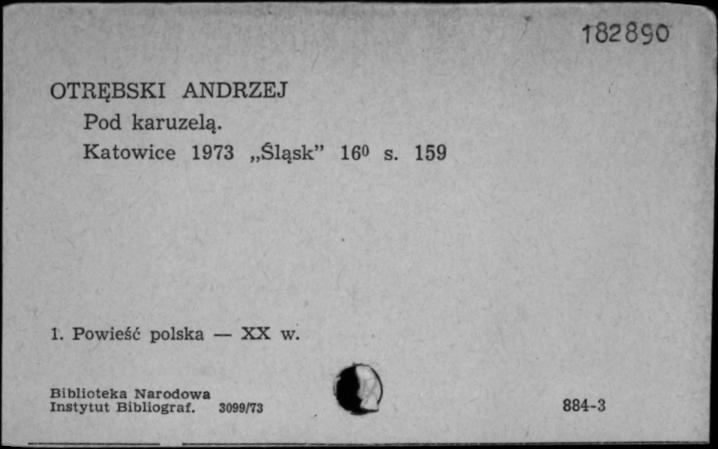 182890
OTRĘBSKI ANDRZEJ
Pod karuzelą.
Katowice 1973 „Śląsk” 16⁰ s. 159
1. Powieść polska — XX w.
Biblioteka Narodowa
Instytut Bibliograf. 3099/73
884-3